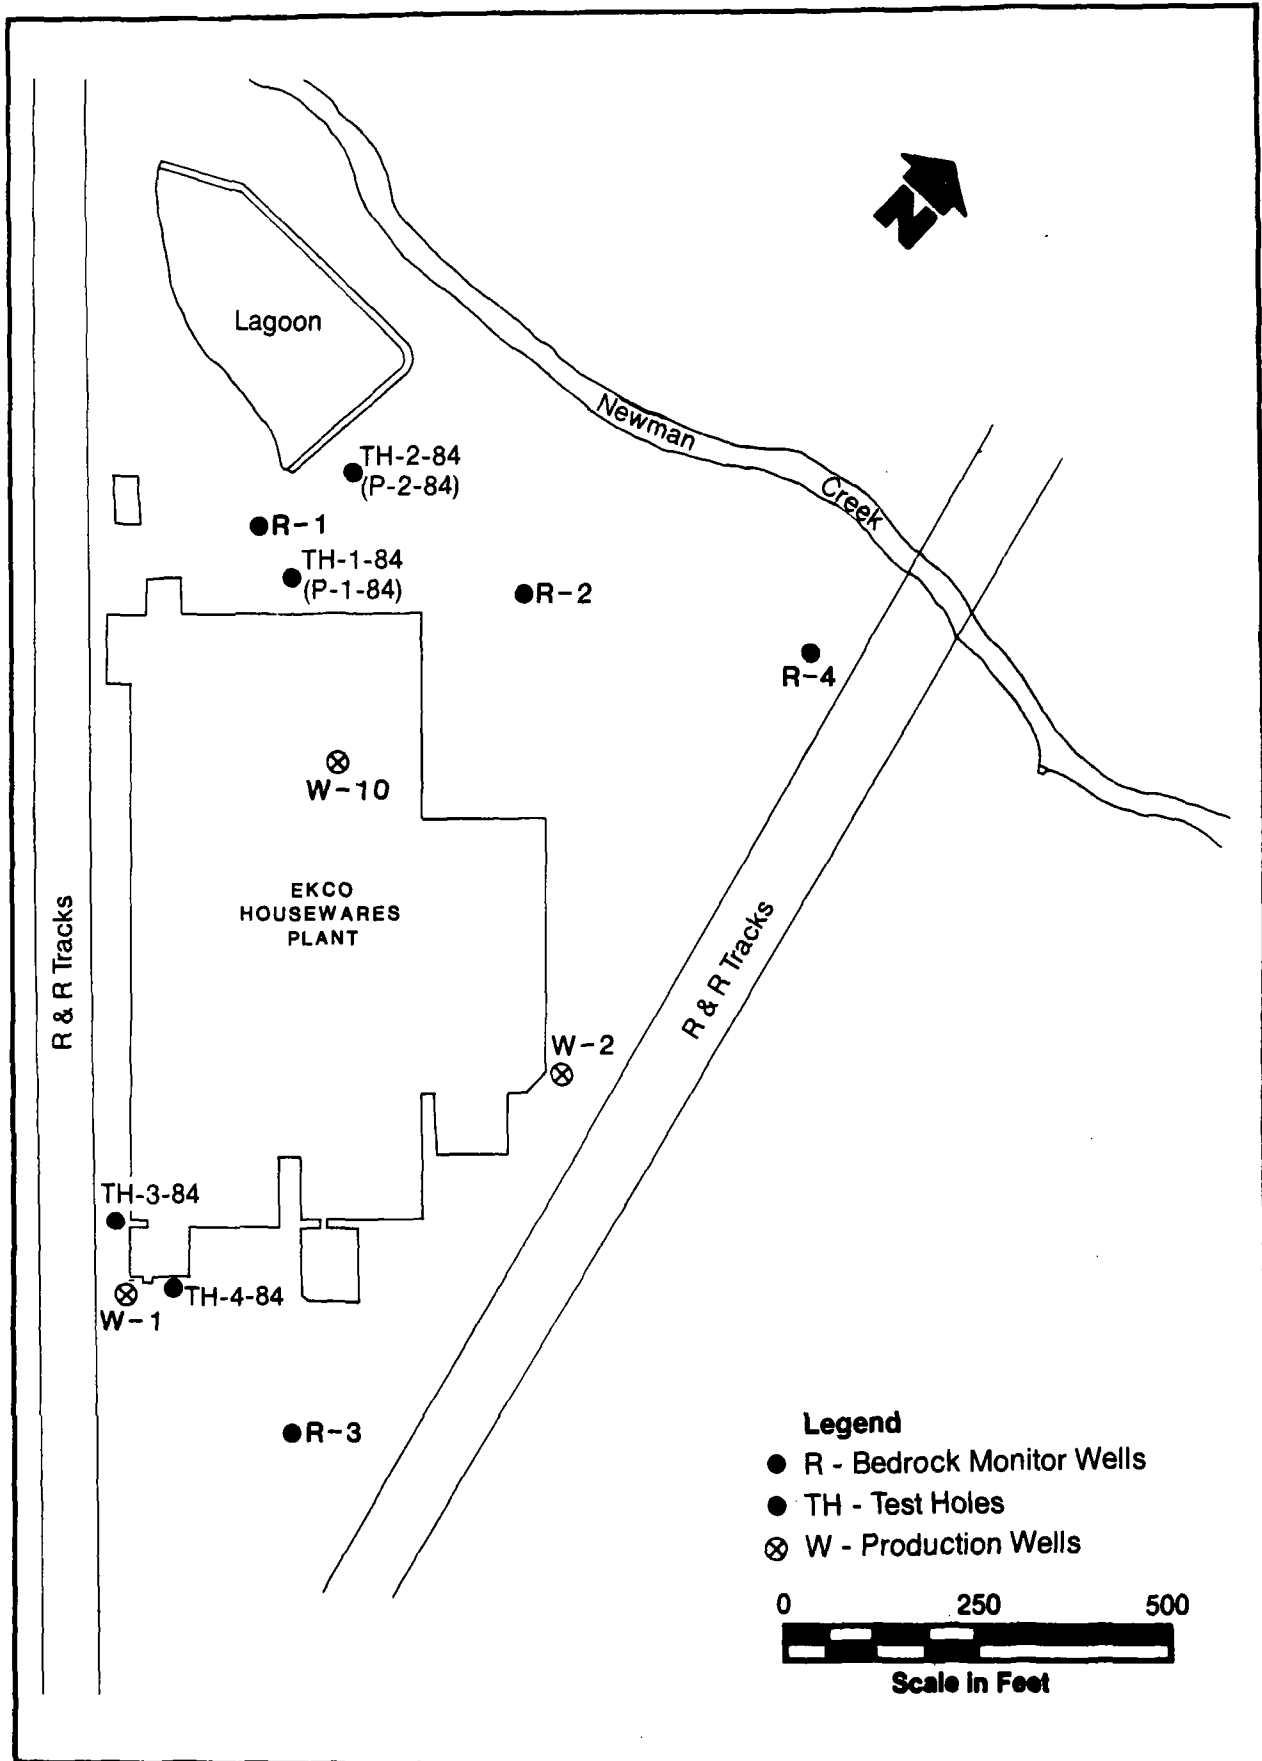 N
Lagoon
Newman
Creek
TH-2-84
(P-2-84)
R-1
TH-1-84
(P-1-84)
R-2
R-4
W-10
EKCO
HOUSEWARES
PLANT
R & R Tracks
R & R Tracks
W-2
TH-3-84
TH-4-84
W-1
R-3
Legend
R - Bedrock Monitor Wells
TH - Test Holes
W - Production Wells
0 250 500
Scale in Feet